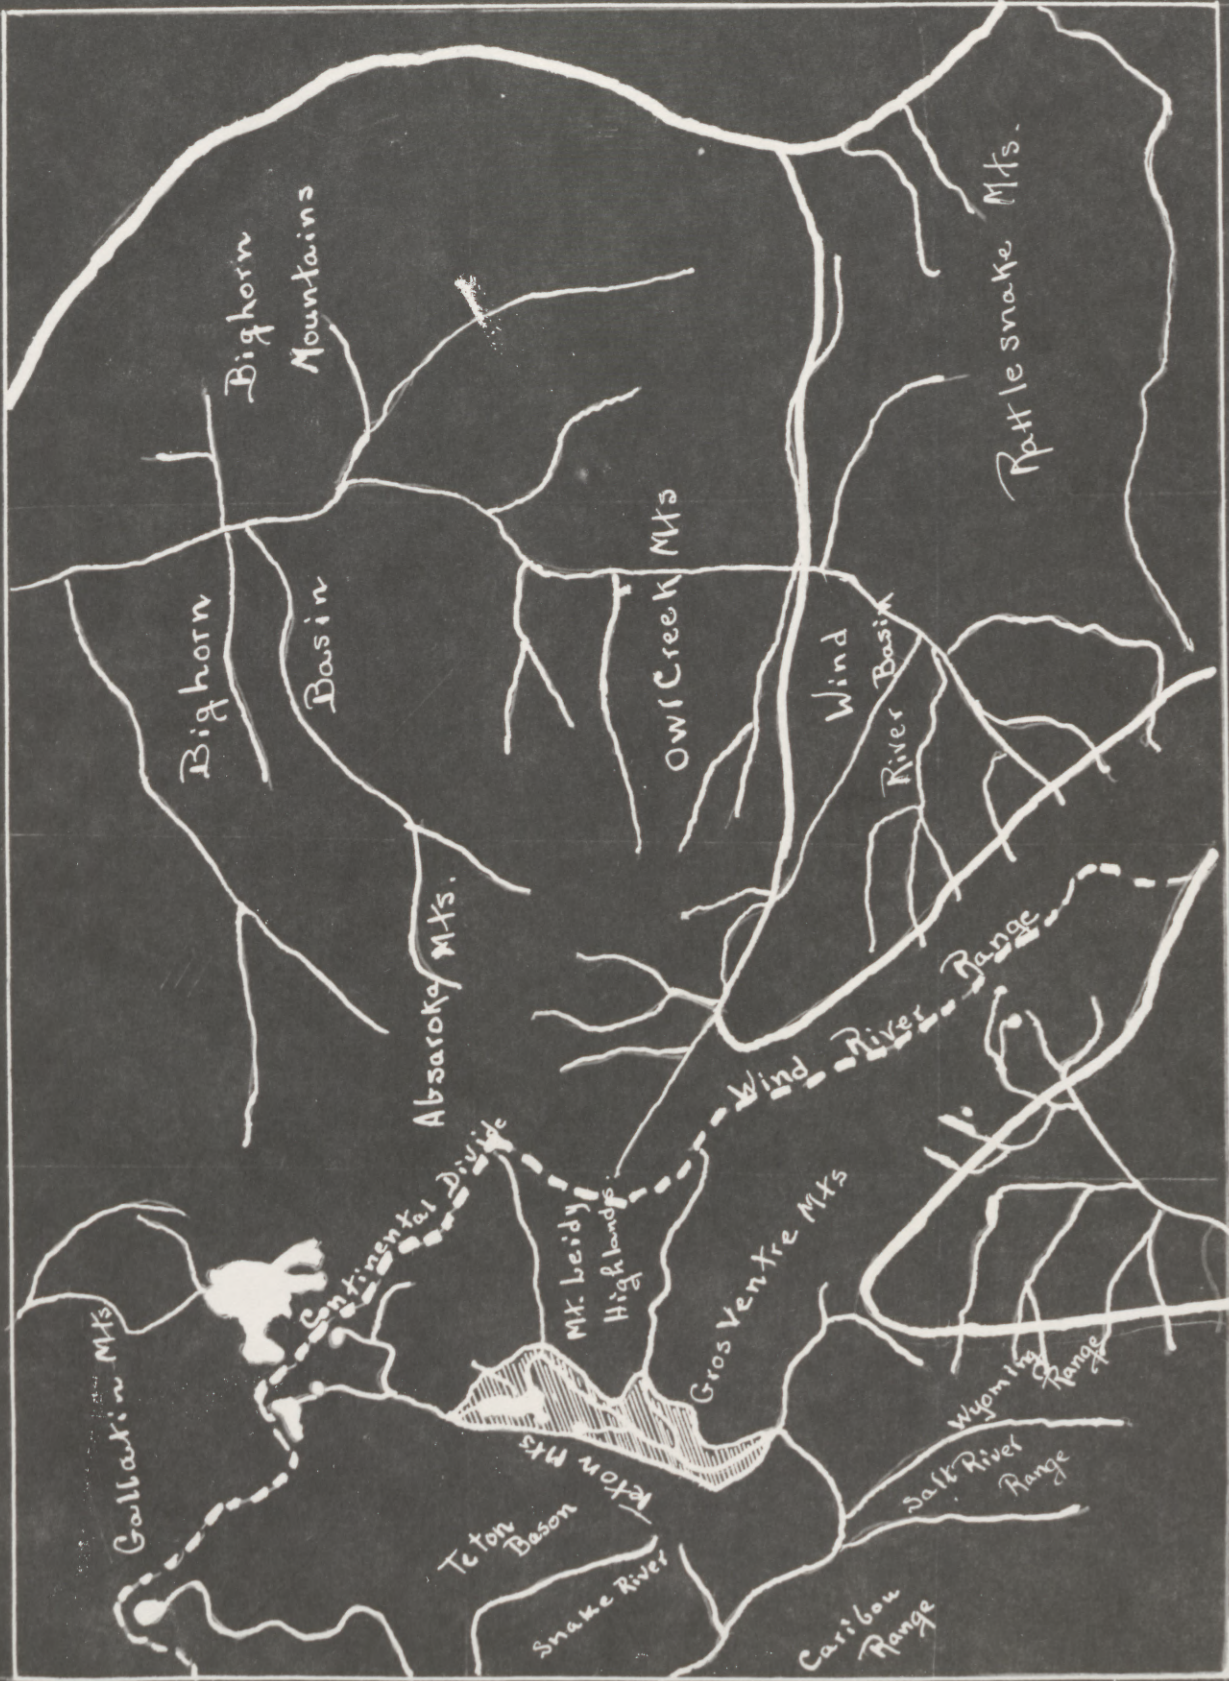 Gallatin Mts
Continental Divide
Absaroka Mts.
Bighorn
Basin
Bighorn
Mountains
Teton
Bason
Teton Mts
Mt. Leidy
Highlands.
Owl Creek Mts
Snake River
Gros Ventre Mts
Wind River Range
Wind
River Basin
Rattlesnake Mts.
Caribou
Range
Salt River
Range
Wyoming
Range